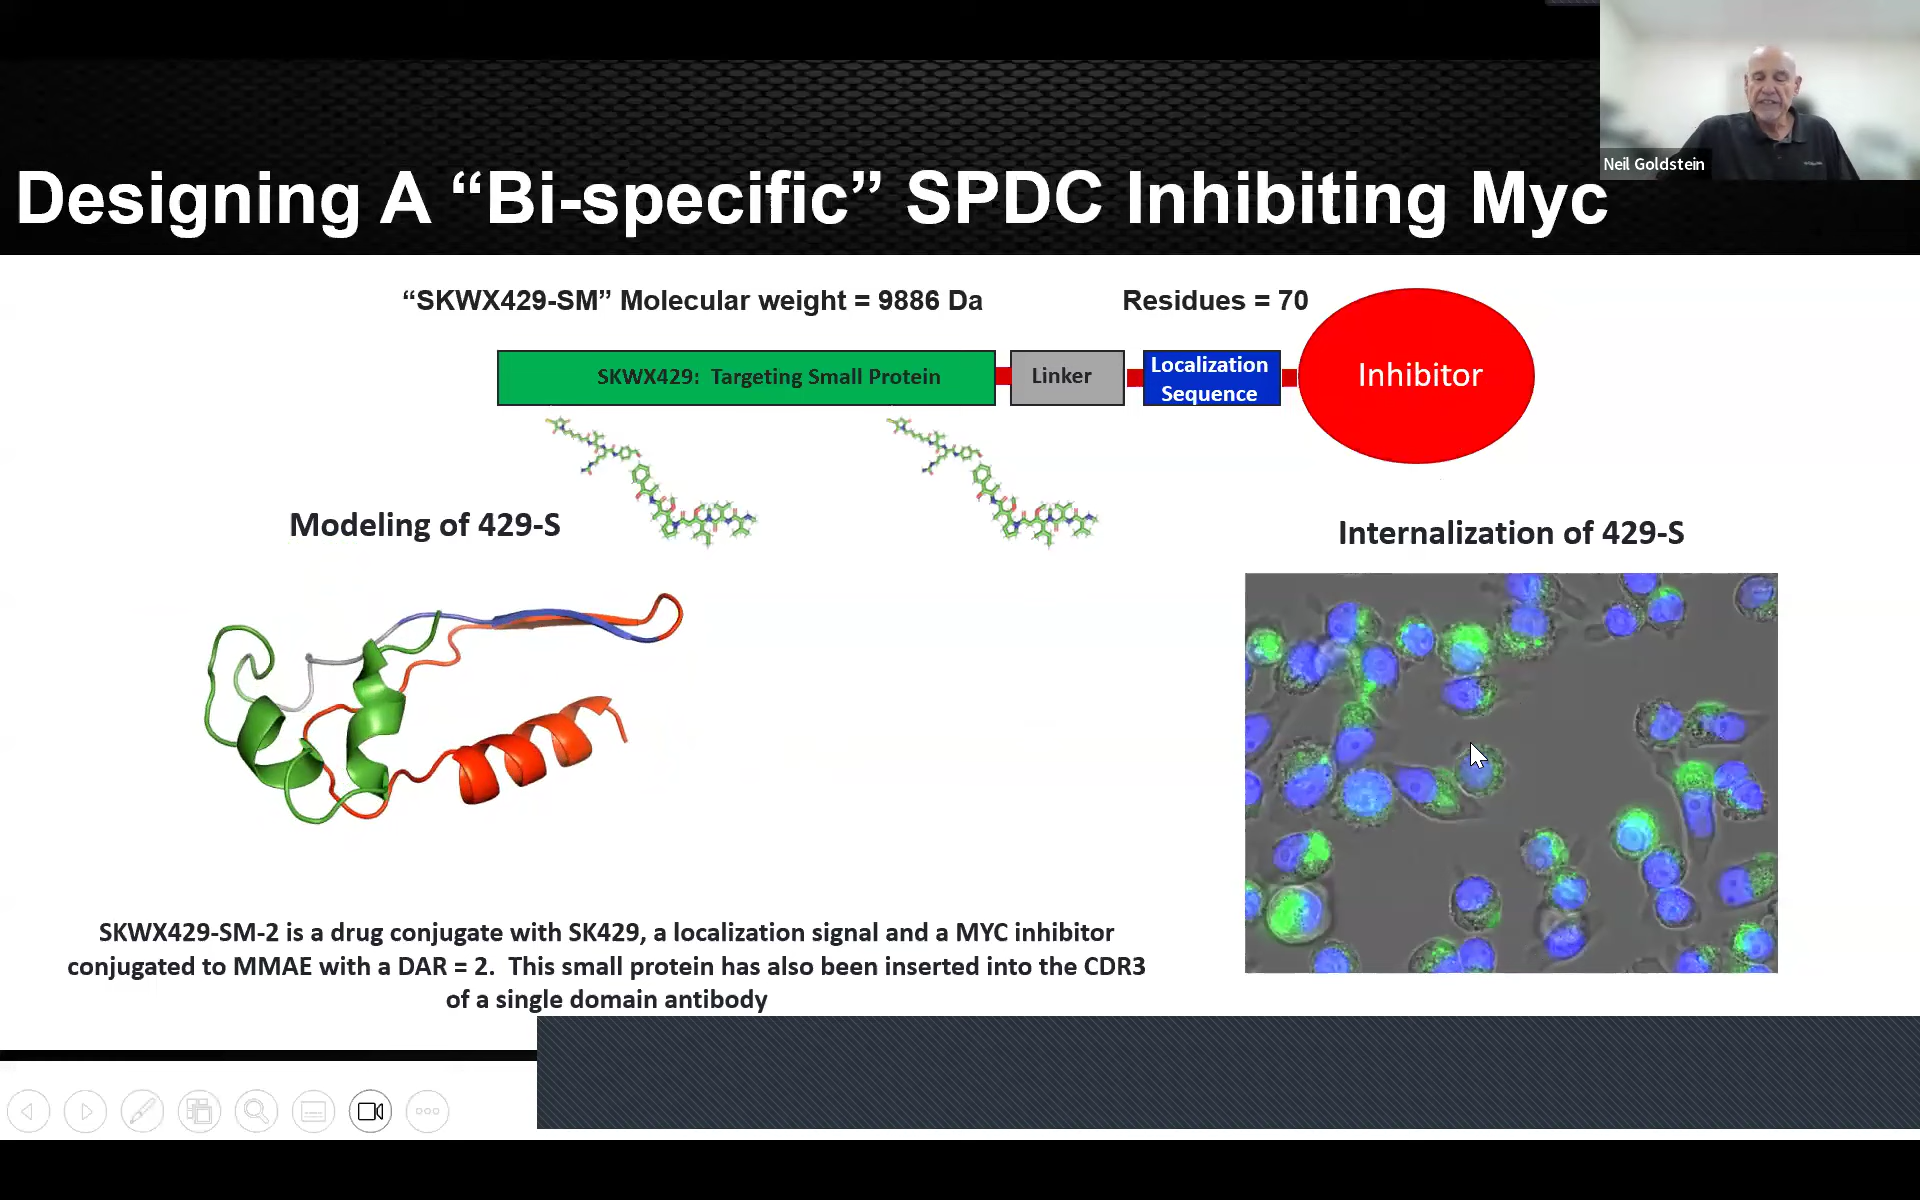 Neil Goldstein
Designing A “Bi-specific” SPDC Inhibiting Myc
“SKWX429-SM” Molecular weight = 9886 Da
Residues = 70
SKWX429: Targeting Small Protein
Linker
Localization
Sequence
Inhibitor
Modeling of 429-S
Internalization of 429-S
SKWX429-SM-2 is a drug conjugate with SK429, a localization signal and a MYC inhibitor
conjugated to MMAE with a DAR = 2. This small protein has also been inserted into the CDR3
of a single domain antibody